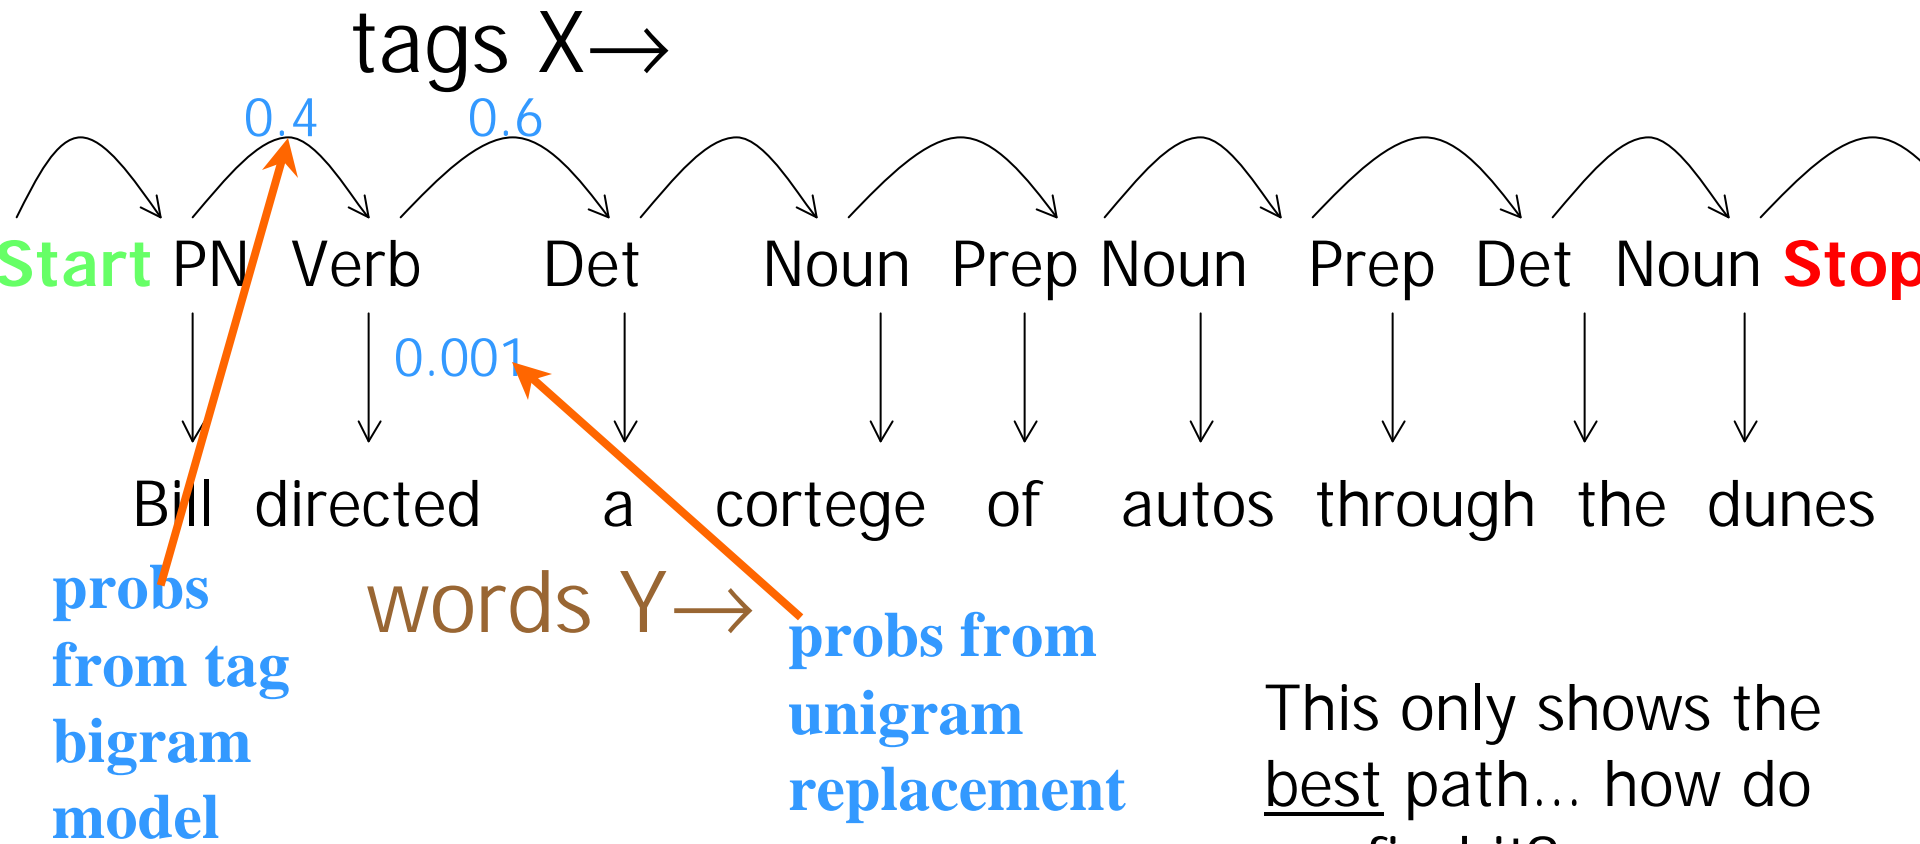 tags X→
0.4 0.6
Start PN Verb Det Noun Prep Noun Prep Det Noun Stop
0.001
Bill directed a cortege of autos through the dunes
words Y→
probs
from tag
bigram
model
probs from
unigram
replacement
This only shows the
best path... how do